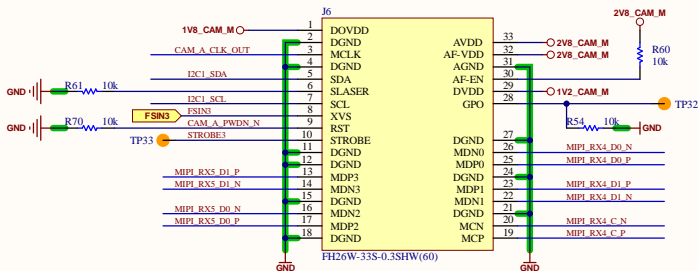 J6
1V8_CAM_M
1
DOVDD
2
DGND
CAM_A_CLK_OUT
3
MCLK
4
DGND
I2C1_SDA
5
SDA
GND
R61
10k
6
SLASER
I2C1_SCL
7
SCL
FSIN3
FSIN3
8
XVS
GND
R70
10k
CAM_A_PWDN_N
9
RST
TP33
STROBE3
10
STROBE
11
DGND
12
DGND
MIPI_RX5_D1_P
13
MDP3
MIPI_RX5_D1_N
14
MDN3
15
DGND
MIPI_RX5_D0_N
16
MDN2
MIPI_RX5_D0_P
17
MDP2
18
DGND
GND
2V8_CAM_M
AVDD
33
2V8_CAM_M
AF-VDD
32
2V8_CAM_M
R60
10k
AGND
31
AF-EN
30
DVDD
29
1V2_CAM_M
GPO
28
TP32
R54
10k
GND
DGND
27
MDN0
26
MIPI_RX4_D0_N
MDP0
25
MIPI_RX4_D0_P
DGND
24
MDP1
23
MIPI_RX4_D1_P
MDN1
22
MIPI_RX4_D1_N
DGND
21
MCN
20
MIPI_RX4_C_N
MCP
19
MIPI_RX4_C_P
GND
FH26W-33S-0.3SHW(60)